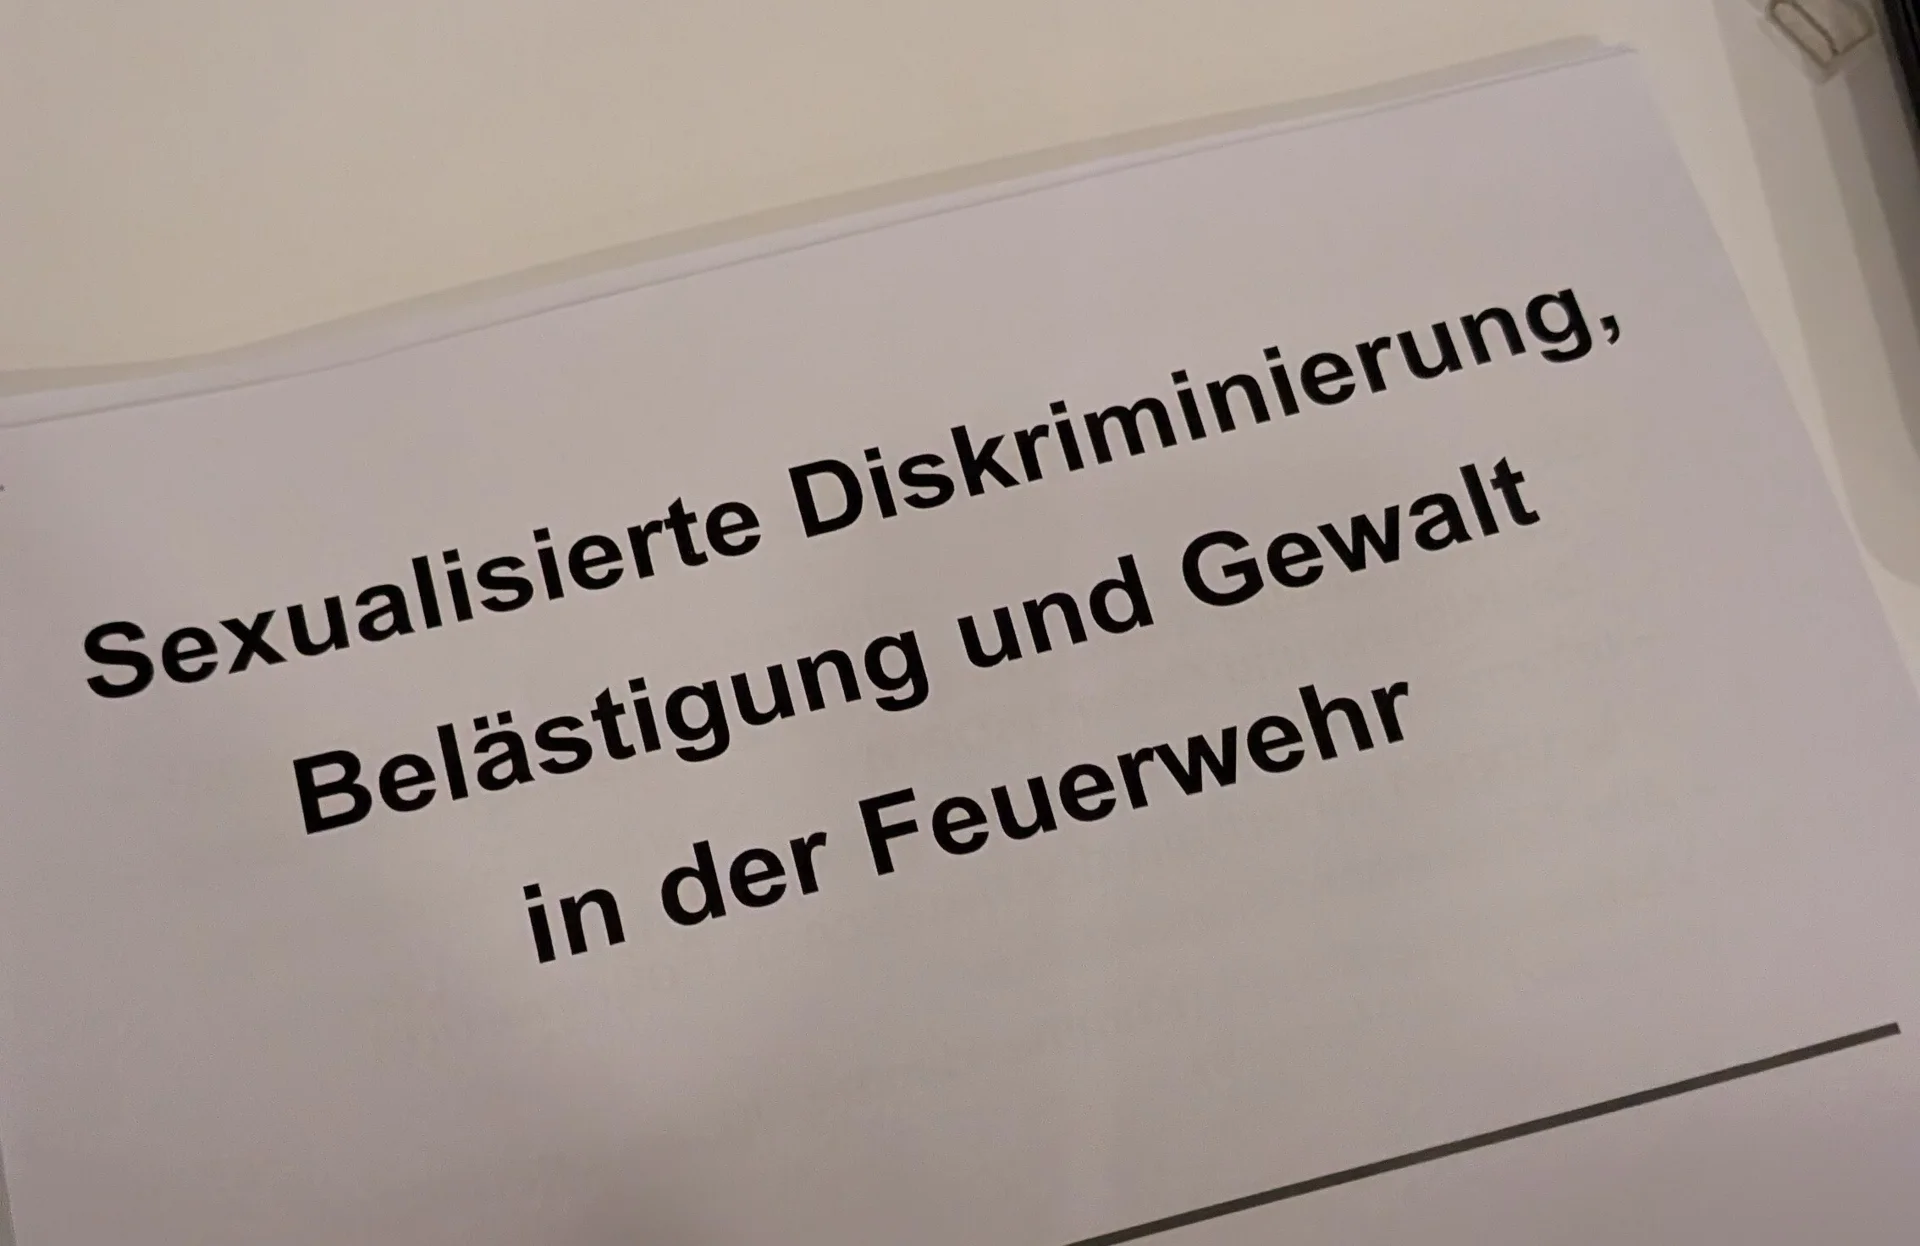 Sexualisierte Diskriminierung,
Belästigung und Gewalt
in der Feuerwehr